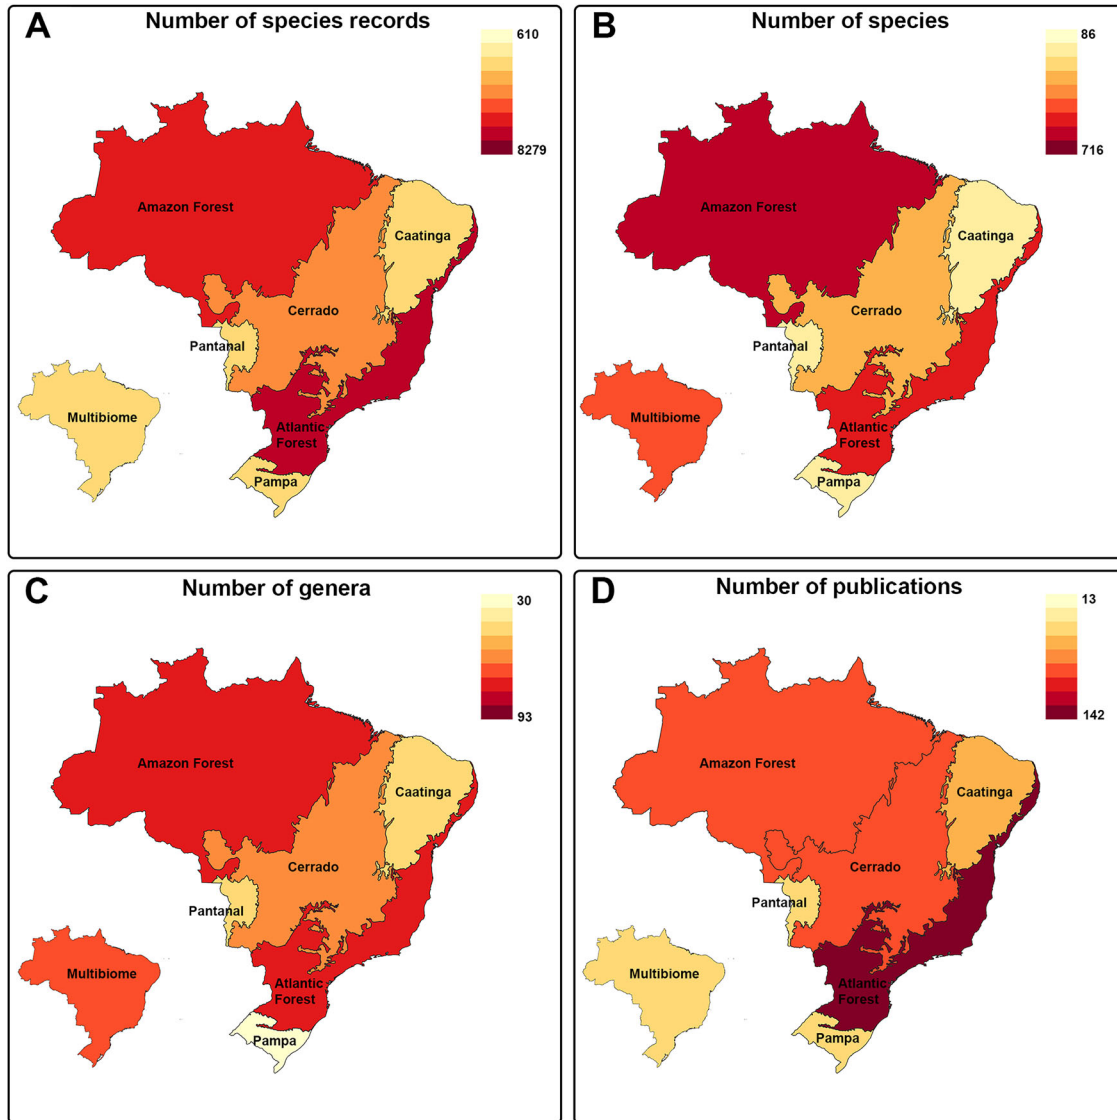 A
Number of species records
610
8279
Amazon Forest
Caatinga
Cerrado
Pantanal
Multibiome
Atlantic
Forest
Pampa
B
Number of species
86
716
Amazon Forest
Caatinga
Cerrado
Pantanal
Multibiome
Atlantic
Forest
Pampa
C
Number of genera
30
93
Amazon Forest
Caatinga
Cerrado
Pantanal
Multibiome
Atlantic
Forest
Pampa
D
Number of publications
13
142
Amazon Forest
Caatinga
Cerrado
Pantanal
Multibiome
Atlantic
Forest
Pampa